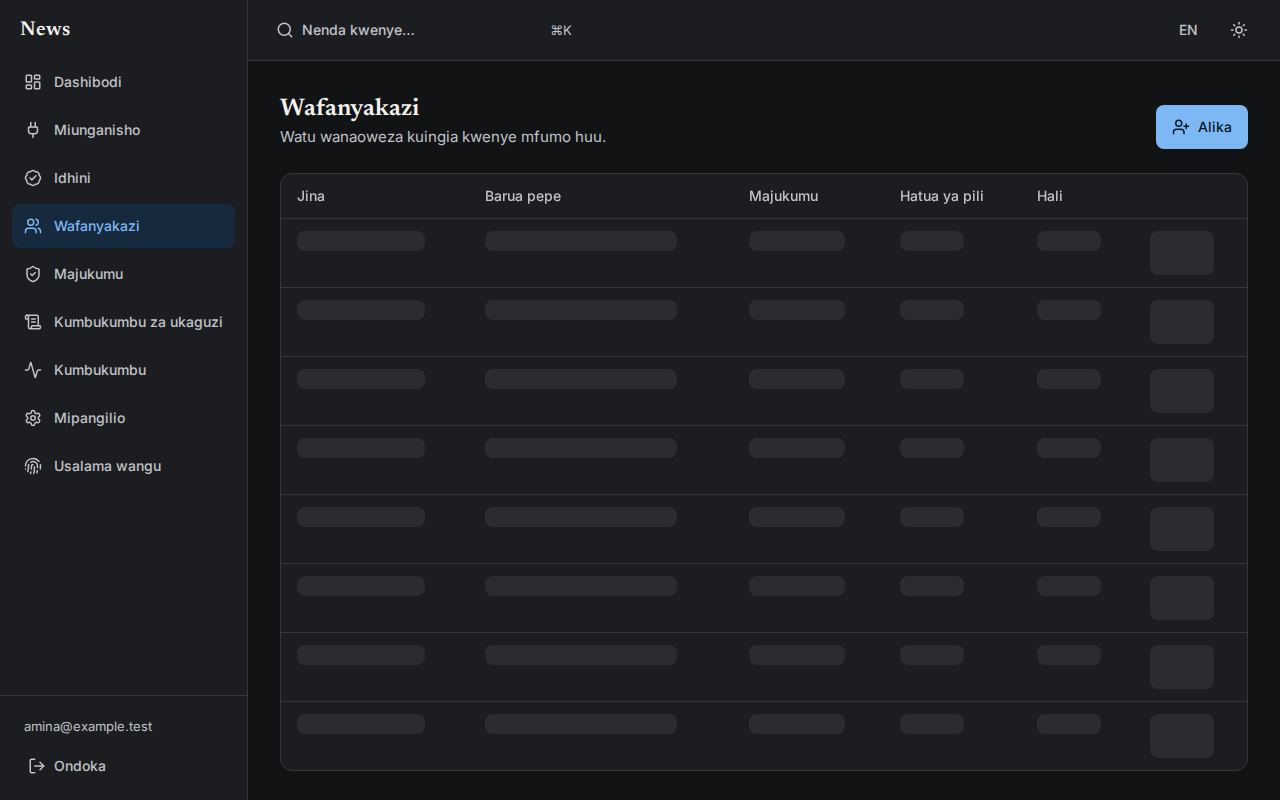 News
Nenda kwenye...
⌘K
EN
Dashibodi
Miunganisho
Idhini
Wafanyakazi
Majukumu
Kumbukumbu za ukaguzi
Kumbukumbu
Mipangilio
Usalama wangu
amina@example.test
Ondoka
Wafanyakazi
Watu wanaoweza kuingia kwenye mfumo huu.
Alika
Jina Barua pepe Majukumu Hatua ya pili Hali